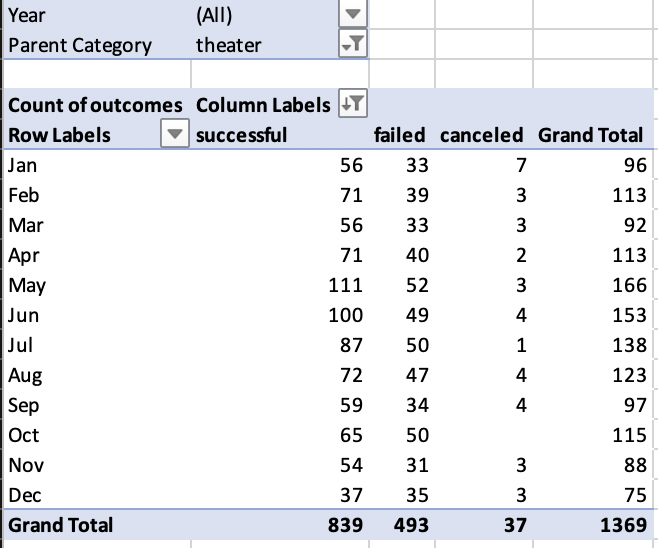 Year (All)
Parent Category theater
Count of outcomes Column Labels
Row Labels successful failed canceled Grand Total
Jan 56 33 7 96
Feb 71 39 3 113
Mar 56 33 3 92
Apr 71 40 2 113
May 111 52 3 166
Jun 100 49 4 153
Jul 87 50 1 138
Aug 72 47 4 123
Sep 59 34 4 97
Oct 65 50 115
Nov 54 31 3 88
Dec 37 35 3 75
Grand Total 839 493 37 1369